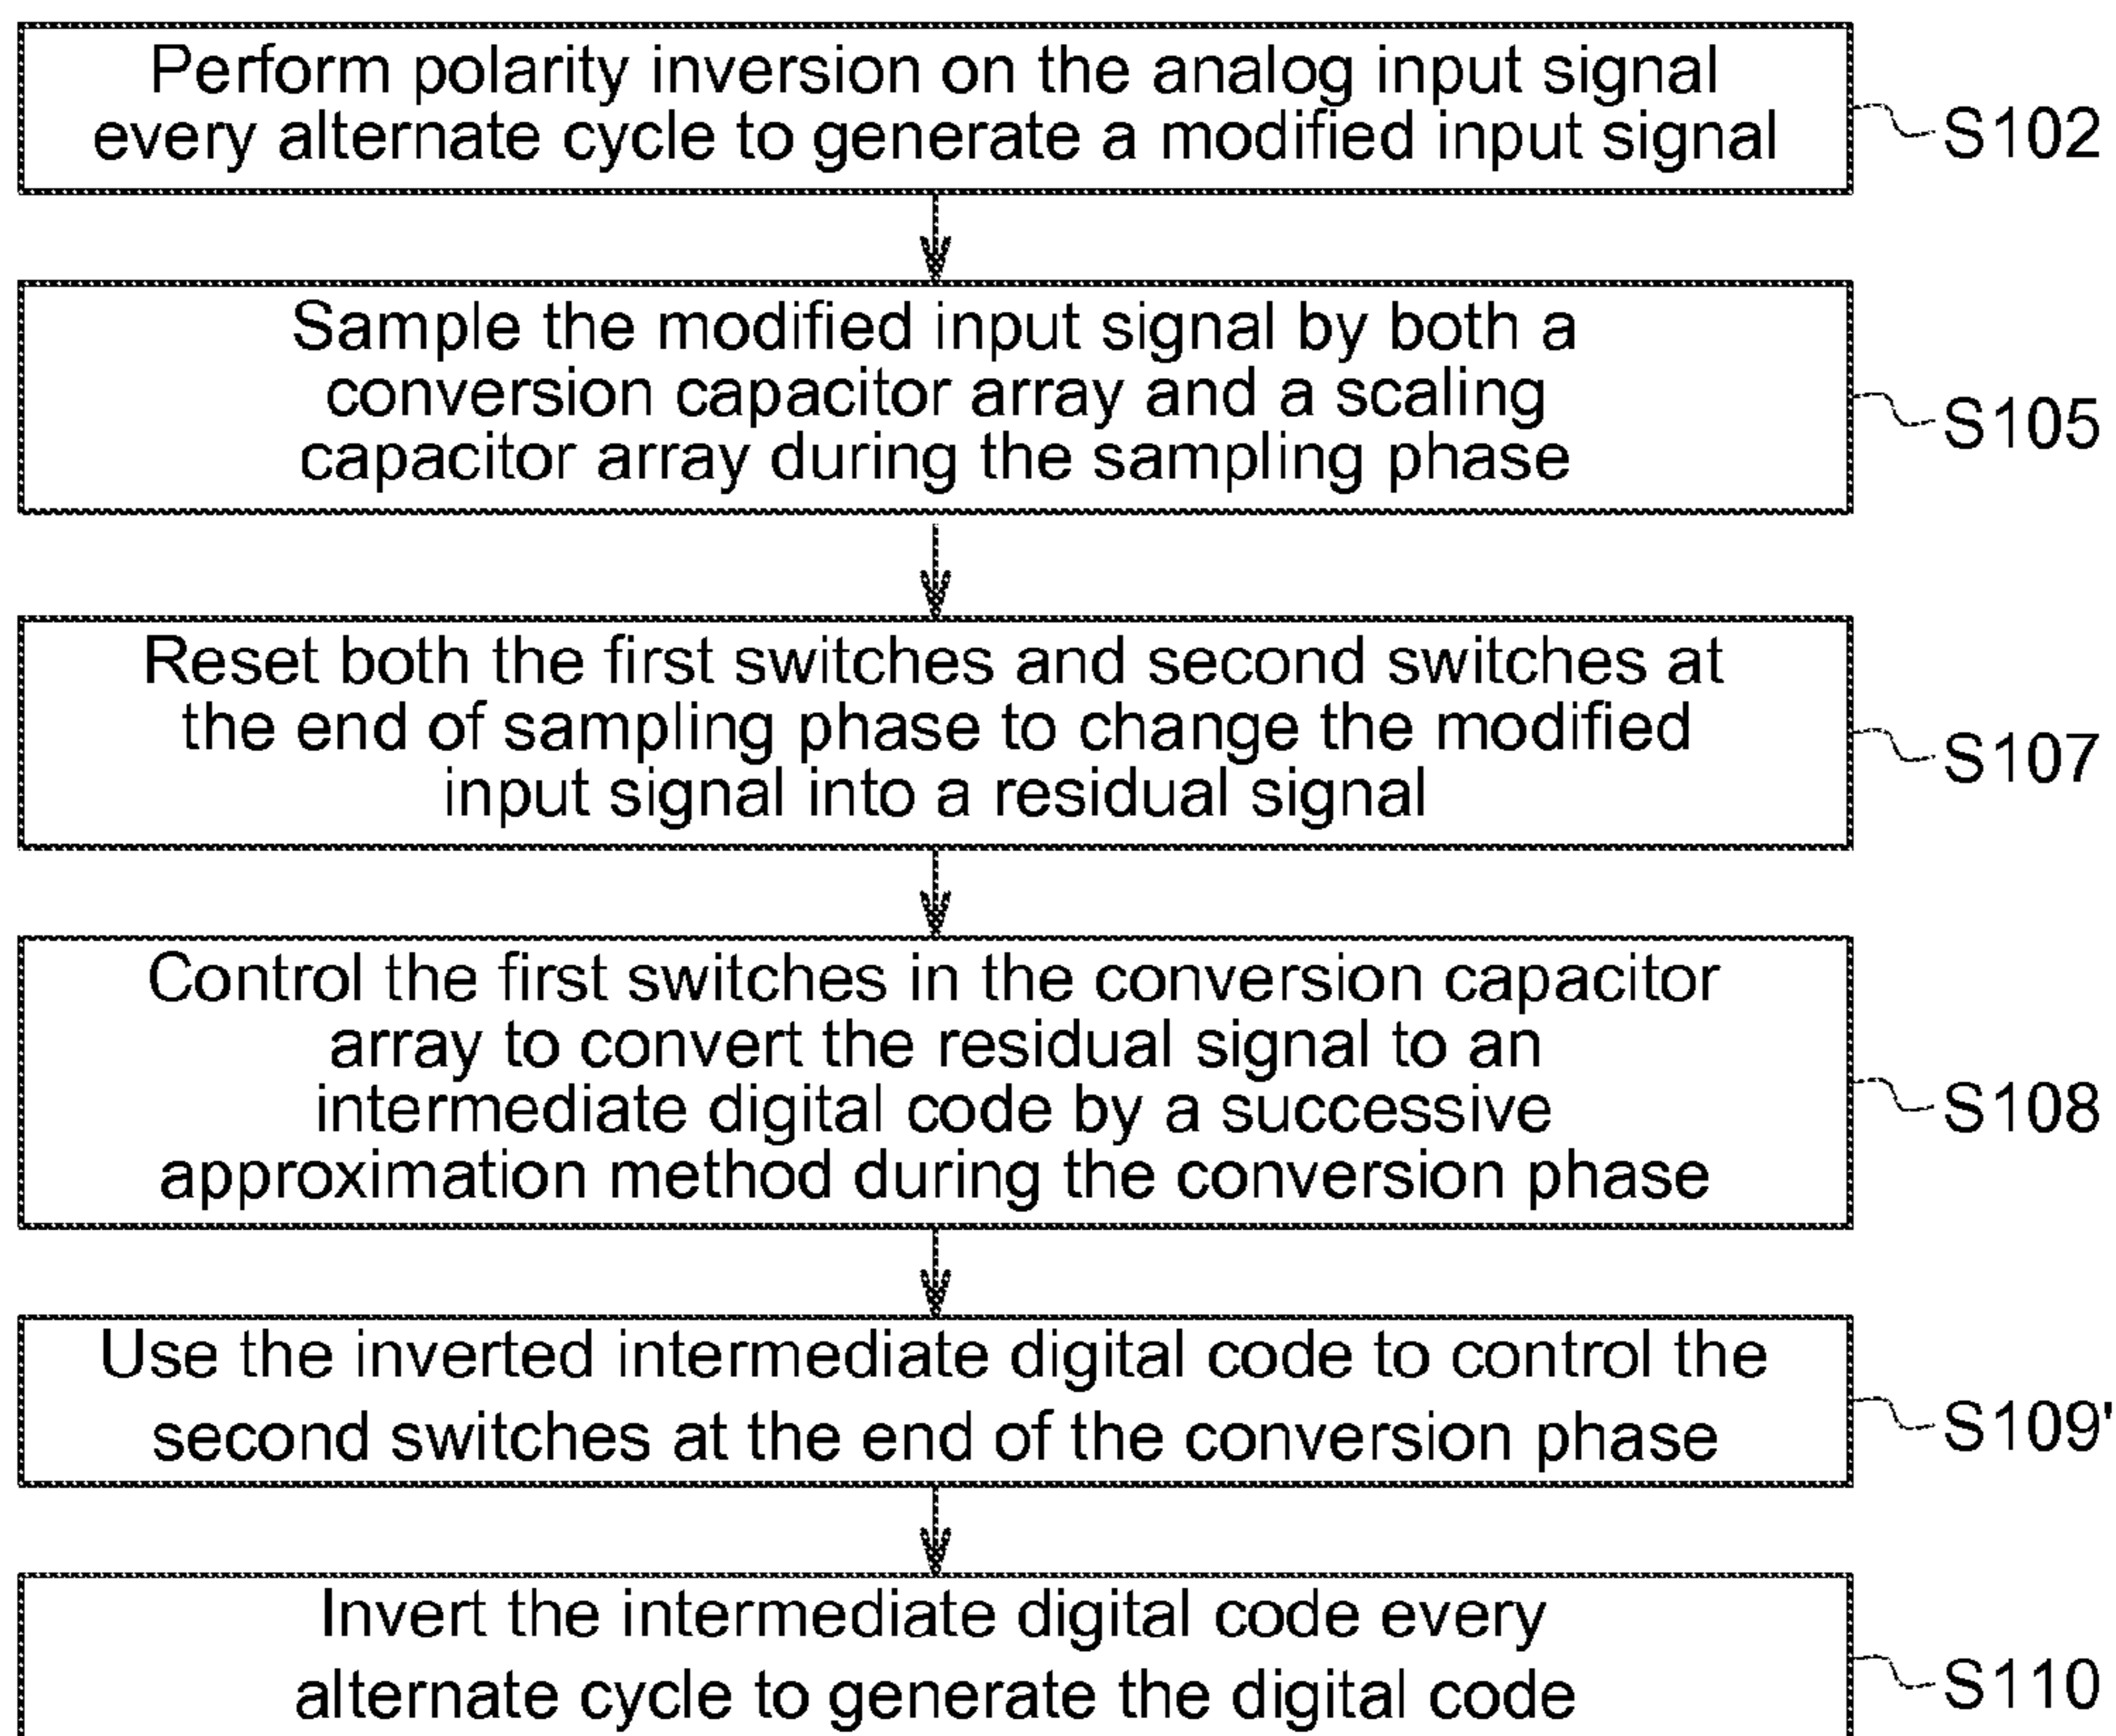 Perform polarity inversion on the analog input signal
every alternate cycle to generate a modified input signal
S102
Sample the modified input signal by both a
conversion capacitor array and a scaling
capacitor array during the sampling phase
S105
Reset both the first switches and second switches at
the end of sampling phase to change the modified
input signal into a residual signal
S107
Control the first switches in the conversion capacitor
array to convert the residual signal to an
intermediate digital code by a successive
approximation method during the conversion phase
S108
Use the inverted intermediate digital code to control the
second switches at the end of the conversion phase
S109'
Invert the intermediate digital code every
alternate cycle to generate the digital code
S110